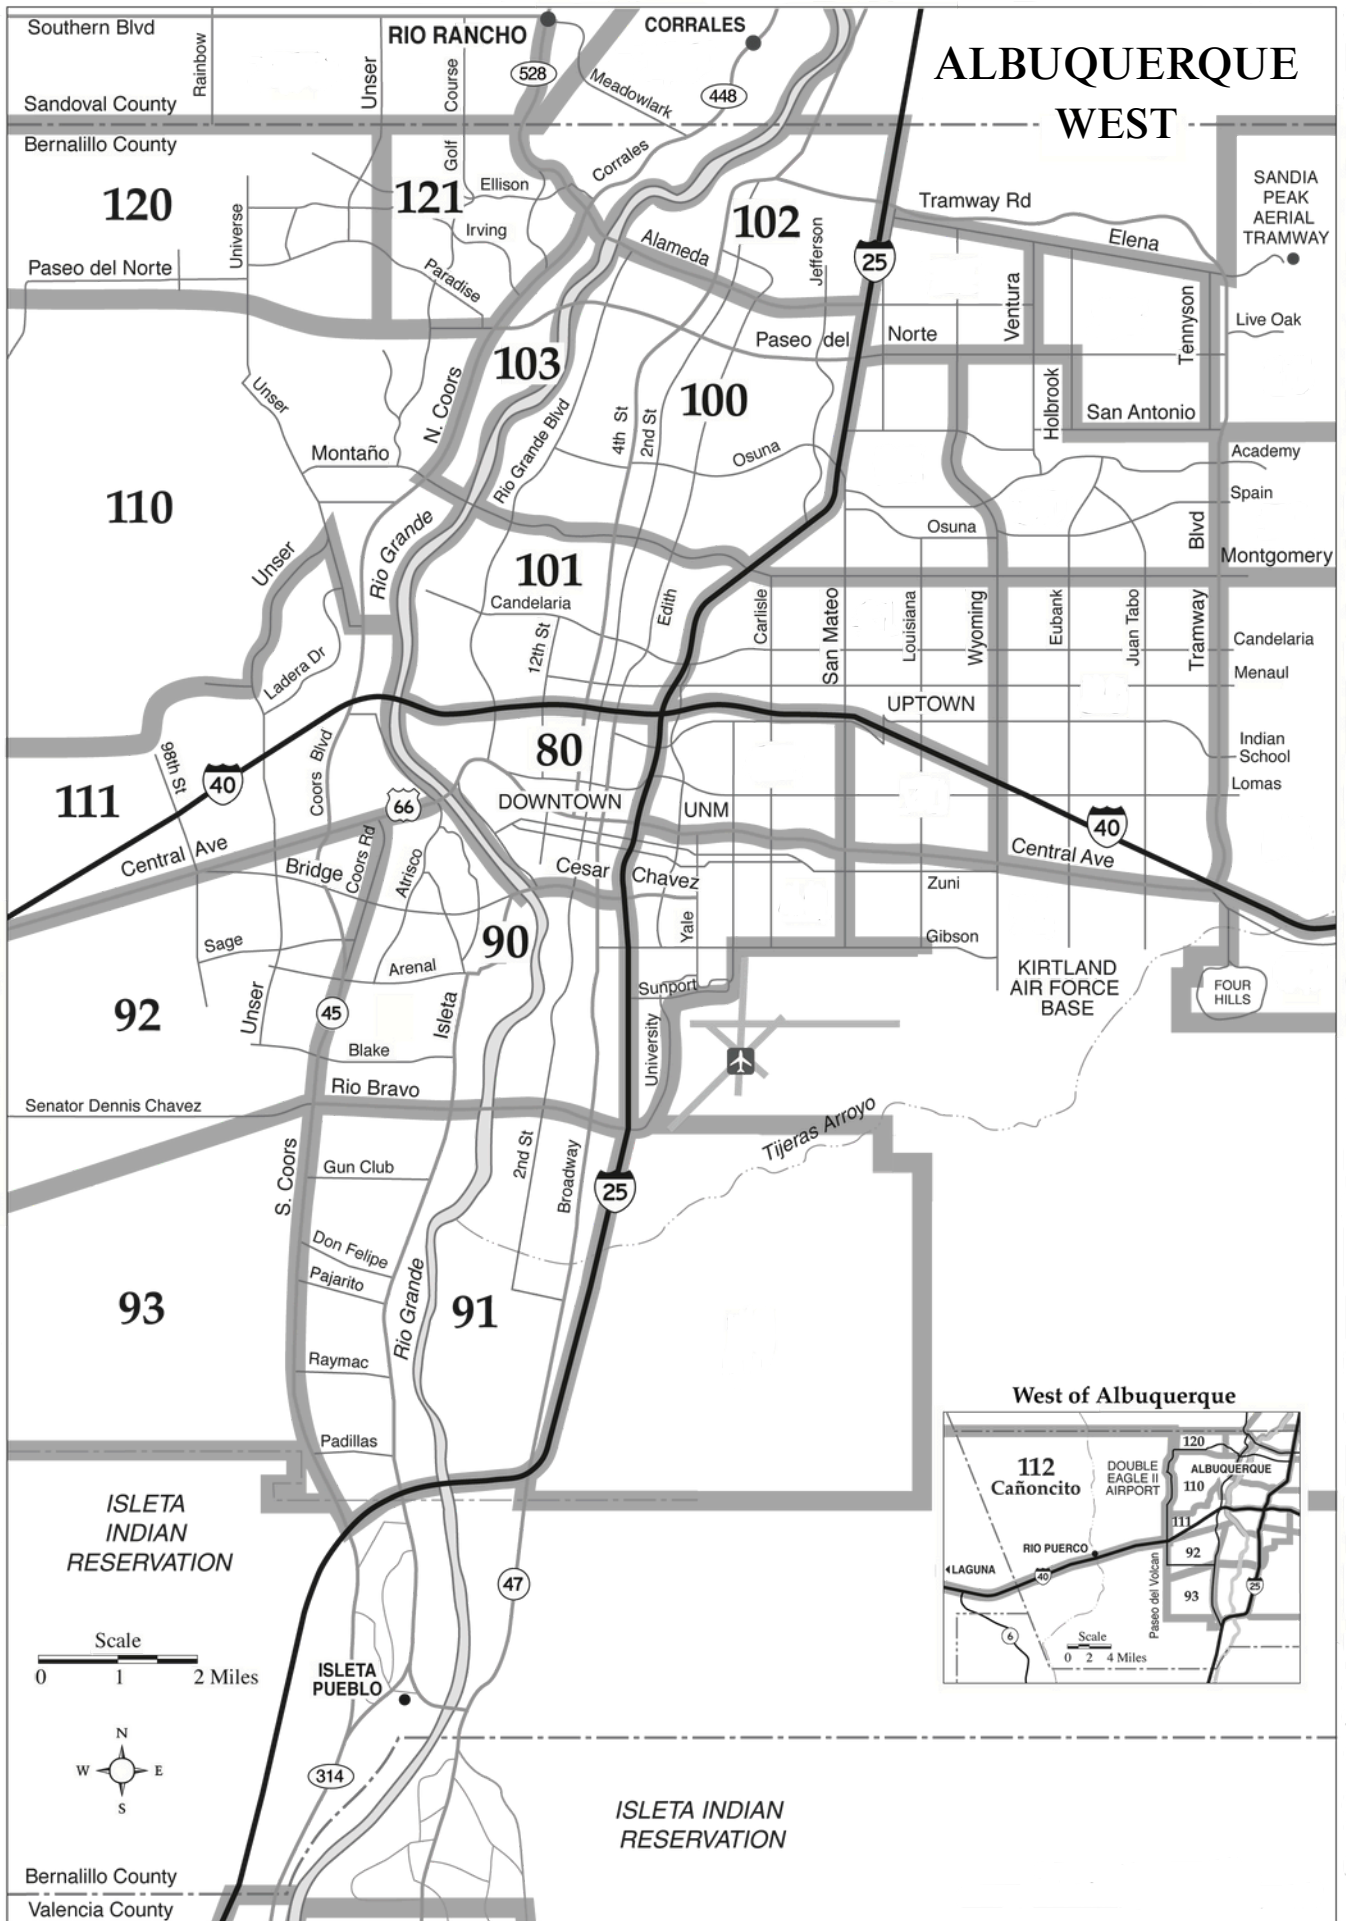 ALBUQUERQUE
WEST
Southern Blvd
Rainbow
Unser
RIO RANCHO
Course
528
CORRALES
Meadowlark
448
Sandoval County
Bernalillo County
120
121
Golf
Ellison
Corrales
Irving
Universe
Paseo del Norte
Paradise
102
Alameda
Jefferson
25
Tramway Rd
Elena
SANDIA
PEAK
AERIAL
TRAMWAY
Ventura
Tennyson
Live Oak
Paseo del Norte
103
N. Coors
100
Unser
Rio Grande Blvd
4th St
2nd St
Holbrook
San Antonio
Montaño
Osuna
Academy
110
Spain
Rio Grande
Osuna
Blvd
Montgomery
Unser
101
Candelaria
Edith
Carlisle
San Mateo
Louisiana
Wyoming
Eubank
Juan Tabo
Tramway
Candelaria
12th St
Ladera Dr
Menaul
UPTOWN
98th St
Coors Blvd
80
Indian
School
40
Lomas
111
66
DOWNTOWN
UNM
40
Central Ave
Central Ave
Bridge
Coors Rd
Atrisco
Cesar Chavez
Zuni
Yale
Sage
90
Gibson
Arenal
KIRTLAND
AIR FORCE
BASE
Sunport
FOUR
HILLS
92
Unser
45
Isleta
Blake
University
Rio Bravo
Senator Dennis Chavez
Tijeras Arroyo
2nd St
Broadway
S. Coors
Gun Club
25
Don Felipe
Pajarito
93
Rio Grande
91
Raymac
Padillas
West of Albuquerque
112
Cañoncito
DOUBLE
EAGLE II
AIRPORT
120
ALBUQUERQUE
110
111
RIO PUERCO
92
LAGUNA
40
Paseo del Volcan
93
25
6
Scale
0 2 4 Miles
ISLETA
INDIAN
RESERVATION
47
Scale
0 1 2 Miles
ISLETA
PUEBLO
N
W E
S
314
ISLETA INDIAN
RESERVATION
Bernalillo County
Valencia County